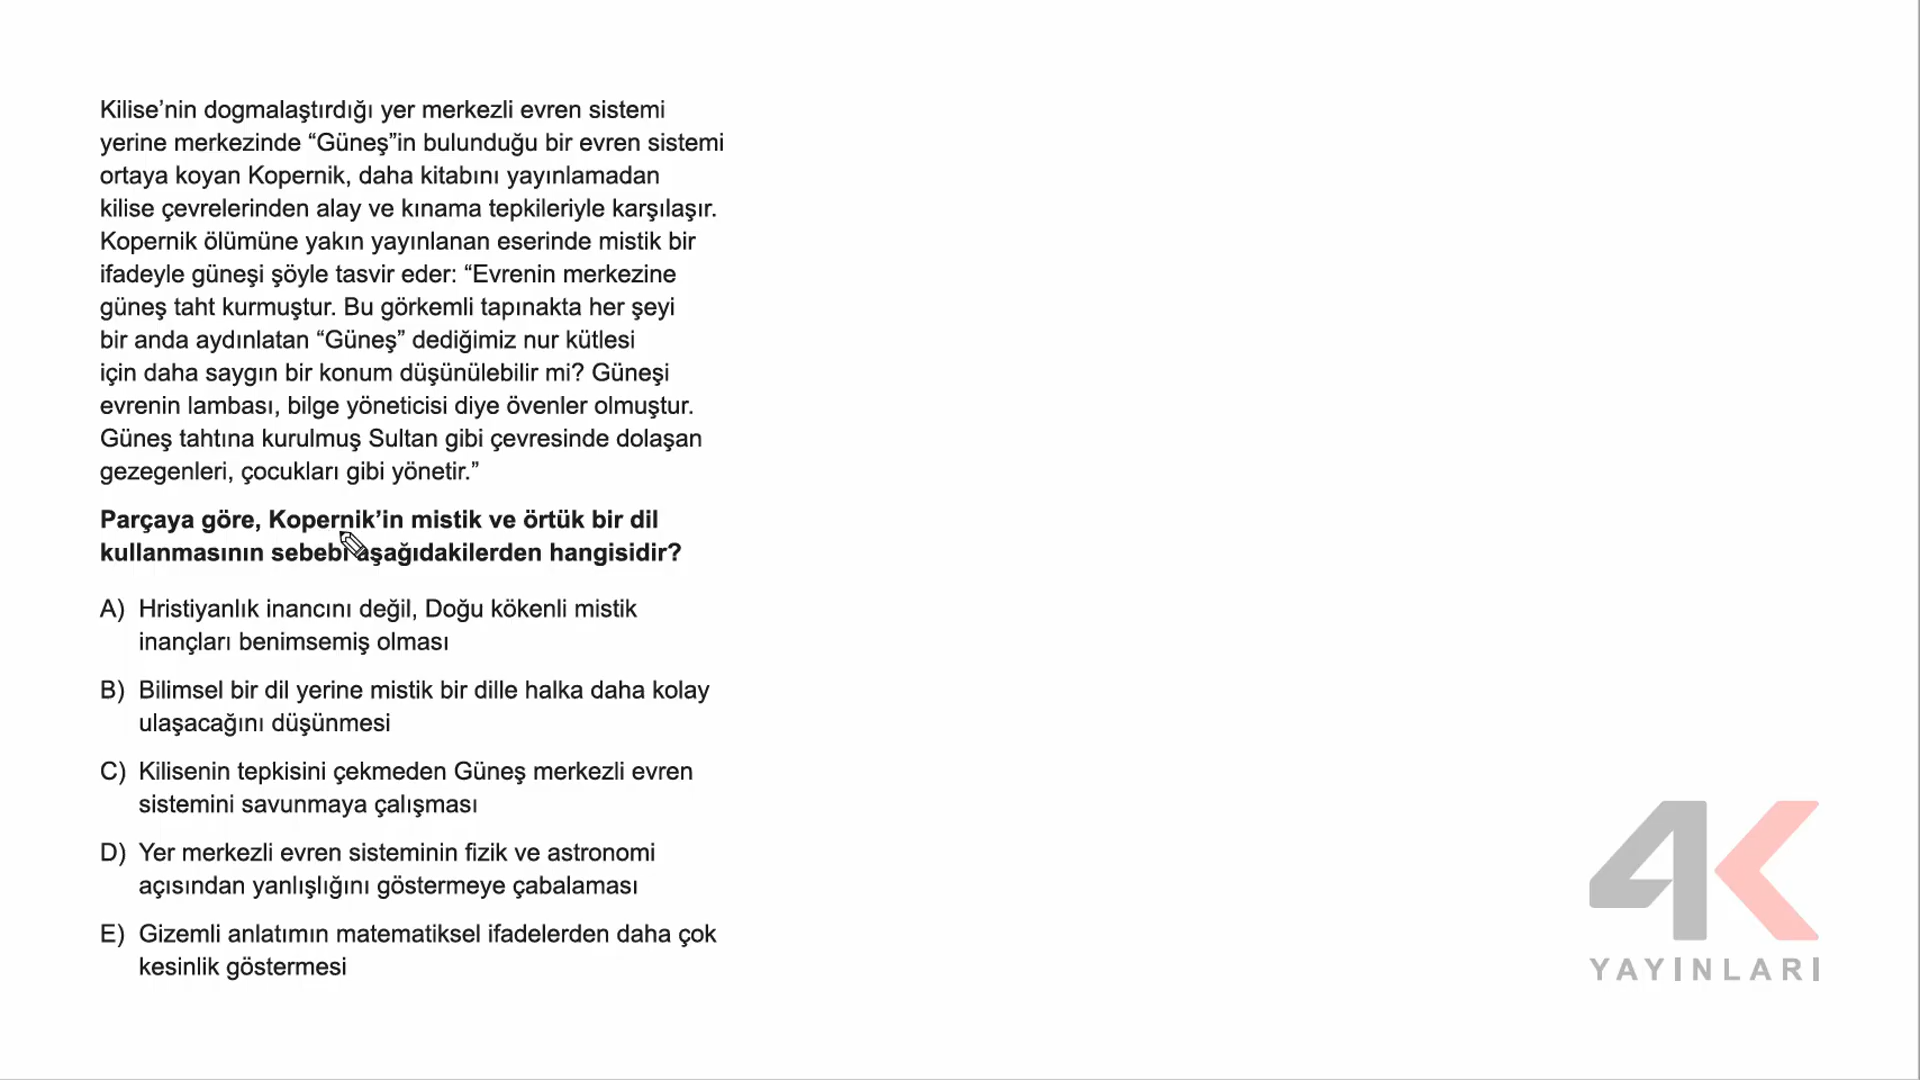 Kilise’nin dogmalaştırdığı yer merkezli evren sistemi
yerine merkezinde “Güneş”in bulunduğu bir evren sistemi
ortaya koyan Kopernik, daha kitabını yayınlamadan
kilise çevrelerinden alay ve kınama tepkileriyle karşılaşır.
Kopernik ölümüne yakın yayınlanan eserinde mistik bir
ifadeyle güneşi şöyle tasvir eder: “Evrenin merkezine
güneş taht kurmuştur. Bu görkemli tapınakta her şeyi
bir anda aydınlatan “Güneş” dediğimiz nur kütlesi
için daha saygın bir konum düşünülebilir mi? Güneşi
evrenin lambası, bilge yöneticisi diye övenler olmuştur.
Güneş tahtına kurulmuş Sultan gibi çevresinde dolaşan
gezegenleri, çocukları gibi yönetir.”
Parçaya göre, Kopernik’in mistik ve örtük bir dil
kullanmasının sebebi aşağıdakilerden hangisidir?
A) Hristiyanlık inancını değil, Doğu kökenli mistik
inançları benimsemiş olması
B) Bilimsel bir dil yerine mistik bir dille halka daha kolay
ulaşacağını düşünmesi
C) Kilisenin tepkisini çekmeden Güneş merkezli evren
sistemini savunmaya çalışması
D) Yer merkezli evren sisteminin fizik ve astronomi
açısından yanlışlığını göstermeye çabalaması
E) Gizemli anlatımın matematiksel ifadelerden daha çok
kesinlik göstermesi
4K
YAYINLARI